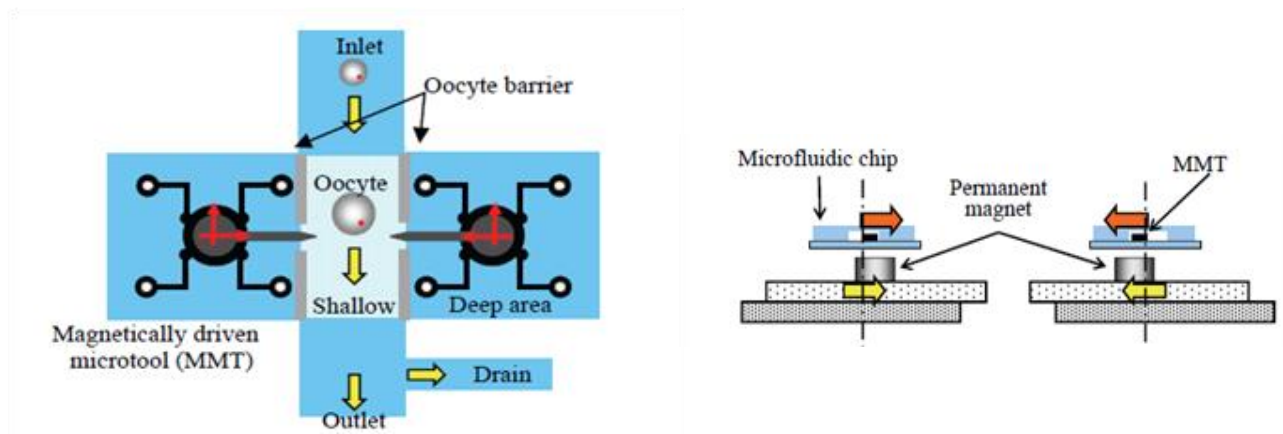 Inlet
Oocyte barrier
Oocyte
Shallow
Deep area
Magnetically driven
microtool (MMT)
Drain
Outlet
Microfluidic chip
MMT
Permanent
magnet